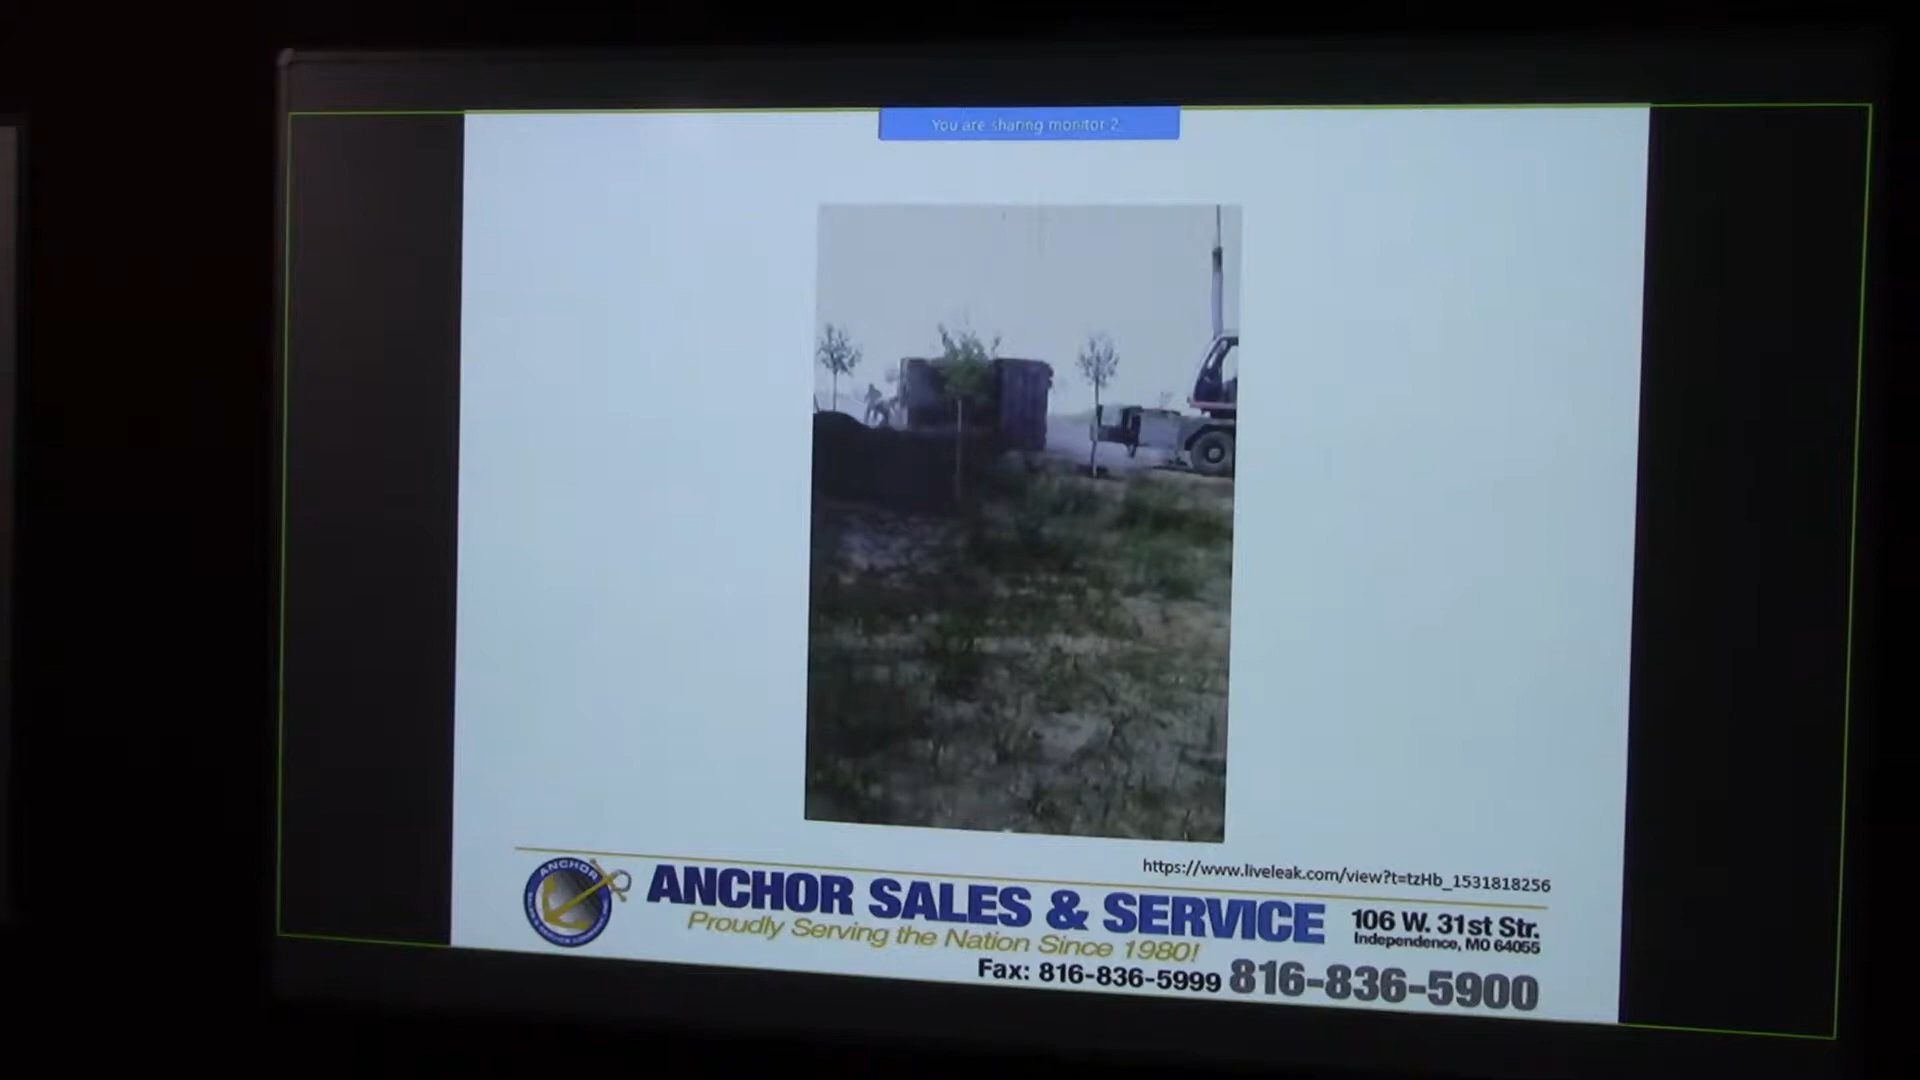 You are sharing monitor 2
https://www.liveleak.com/view?t=tzHb_1531818256
ANCHOR
ANCHOR SALES & SERVICE
Proudly Serving the Nation Since 1980!
106 W. 31st Str.
Independence, MO 64055
Fax: 816-836-5999 816-836-5900